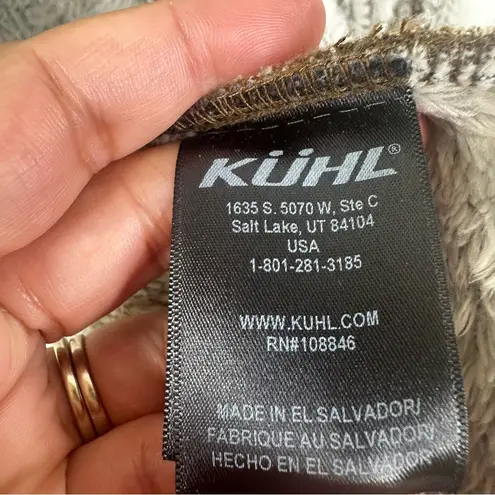 KÜHL®
1635 S. 5070 W, Ste C
Salt Lake, UT 84104
USA
1-801-281-3185
WWW.KUHL.COM
RN#108846
MADE IN EL SALVADOR/
FABRIQUE AU SALVADOR/
HECHO EN EL SALVADOR